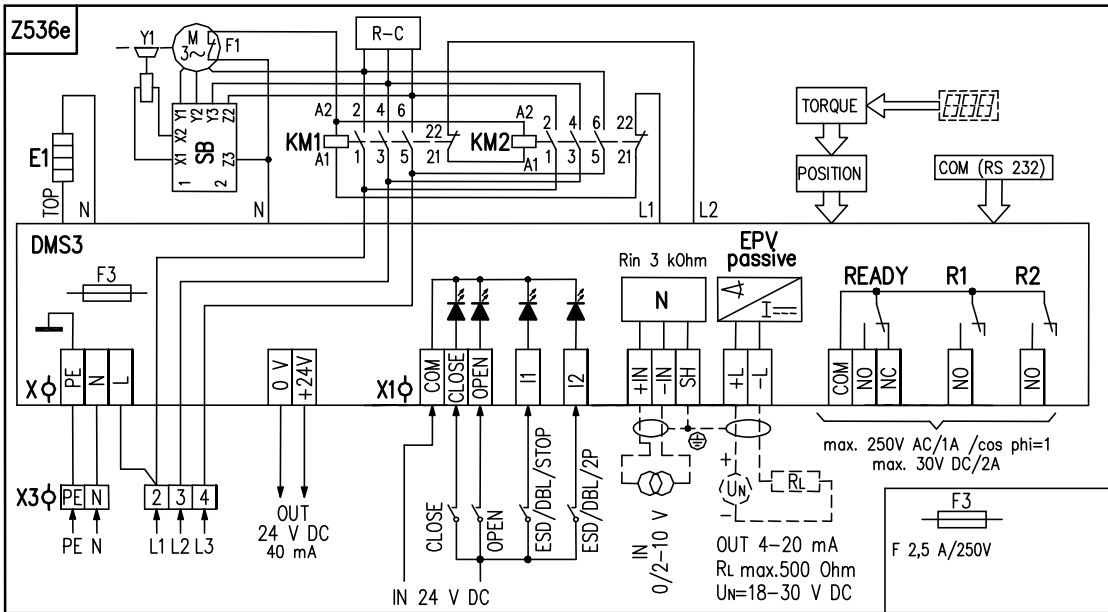 Z536e
Y1
M
3~
F1
R-C
Y1 Y2 Y3 Z2
X2
X1
SB
Z3
1 2
E1
TOP
N
N
A2
2 4 6
22
KM1
A1
1 3 5
21
A2
2 4 6
22
KM2
A1
1 3 5
21
L1
L2
TORQUE
POSITION
COM (RS 232)
DMS3
F3
Rin 3 kOhm
N
EPV
passive
I
READY
R1
R2
X
PE
N
L
0 V
+24V
X1
COM
CLOSE
OPEN
I1
I2
+IN
-IN
SH
+L
-L
COM
NO
NC
NO
NO
max. 250V AC/1A /cos phi=1
max. 30V DC/2A
X3
PE N
2 3 4
PE N
L1 L2 L3
OUT
24 V DC
40 mA
CLOSE
OPEN
ESD/DBL/STOP
ESD/DBL/2P
IN 24 V DC
IN
0/2-10 V
+
UN
-
RL
OUT 4-20 mA
RL max.500 Ohm
UN=18-30 V DC
F3
F 2,5 A/250V